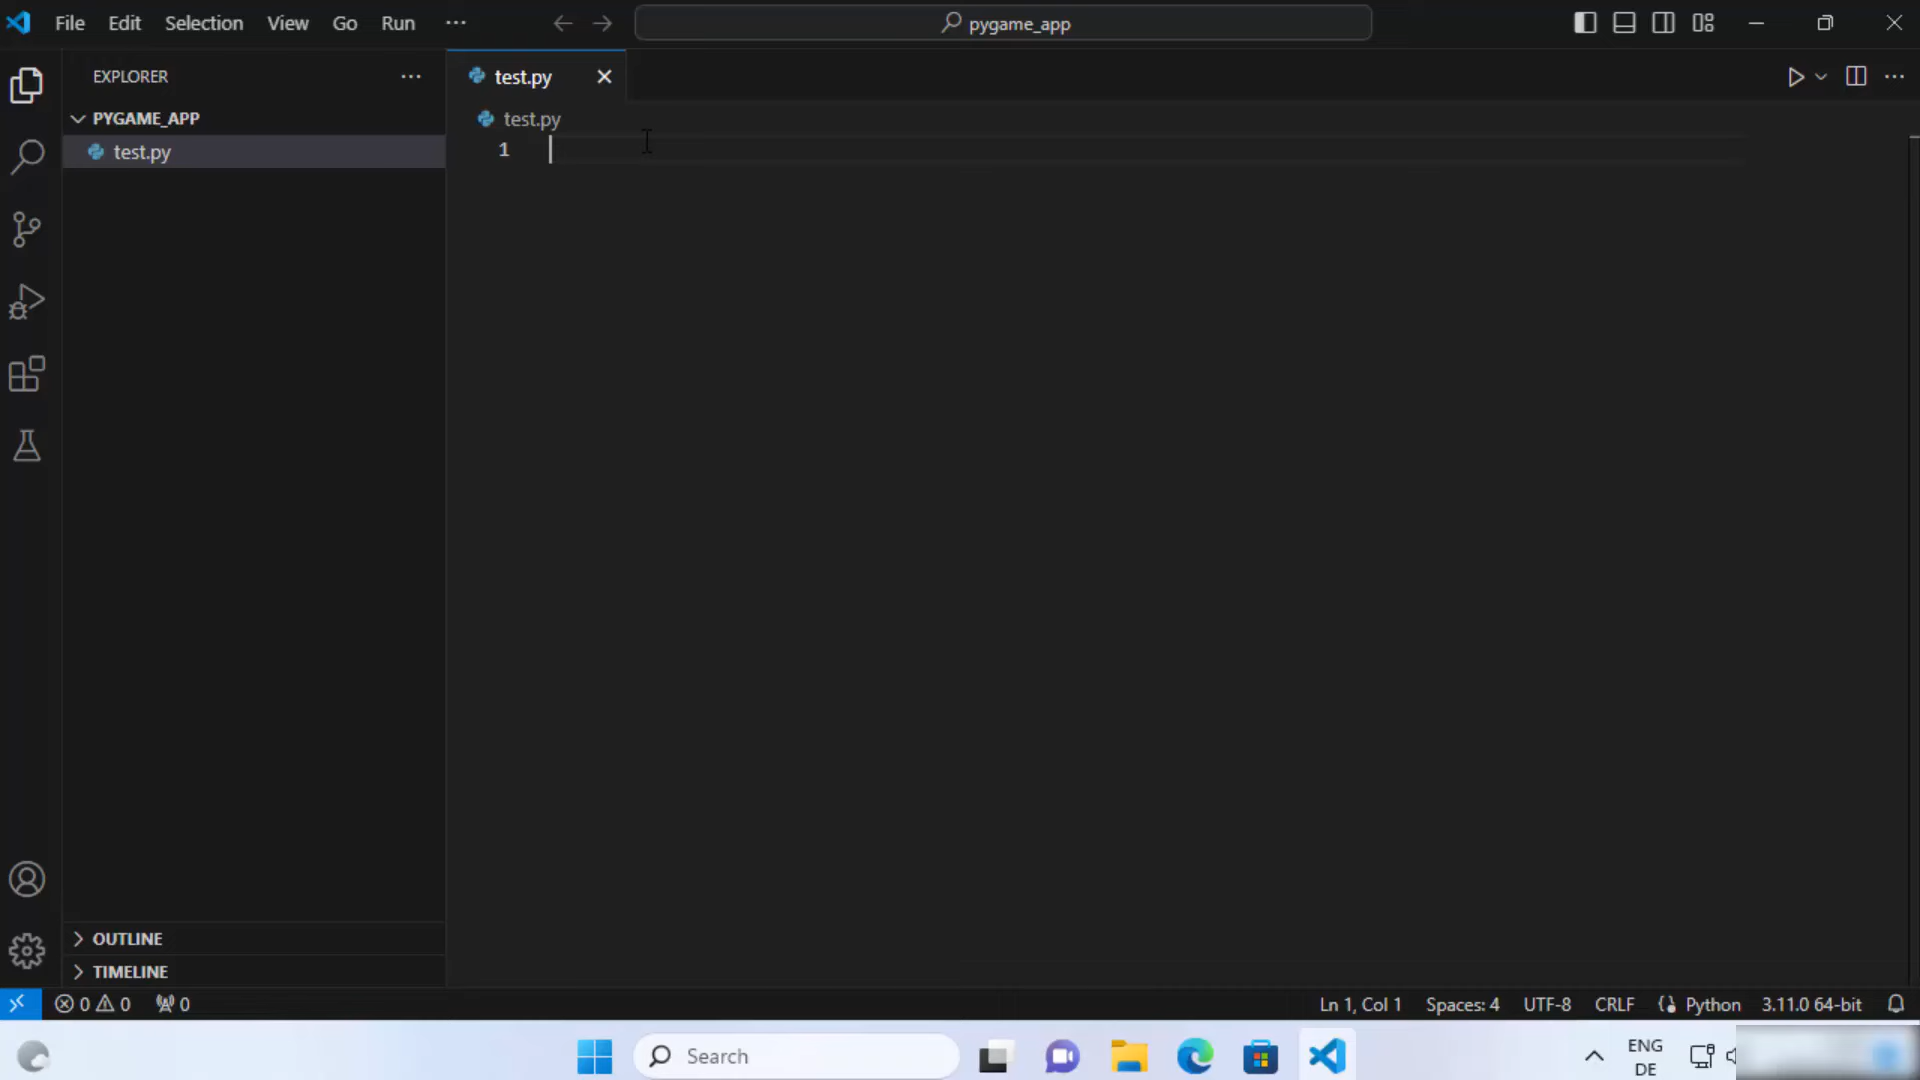 File Edit Selection View Go Run ···
pygame_app
EXPLORER ···
test.py
PYGAME_APP
test.py
test.py
1
OUTLINE
TIMELINE
0 0 0
Ln 1, Col 1 Spaces: 4 UTF-8 CRLF Python 3.11.0 64-bit
Search
ENG
DE